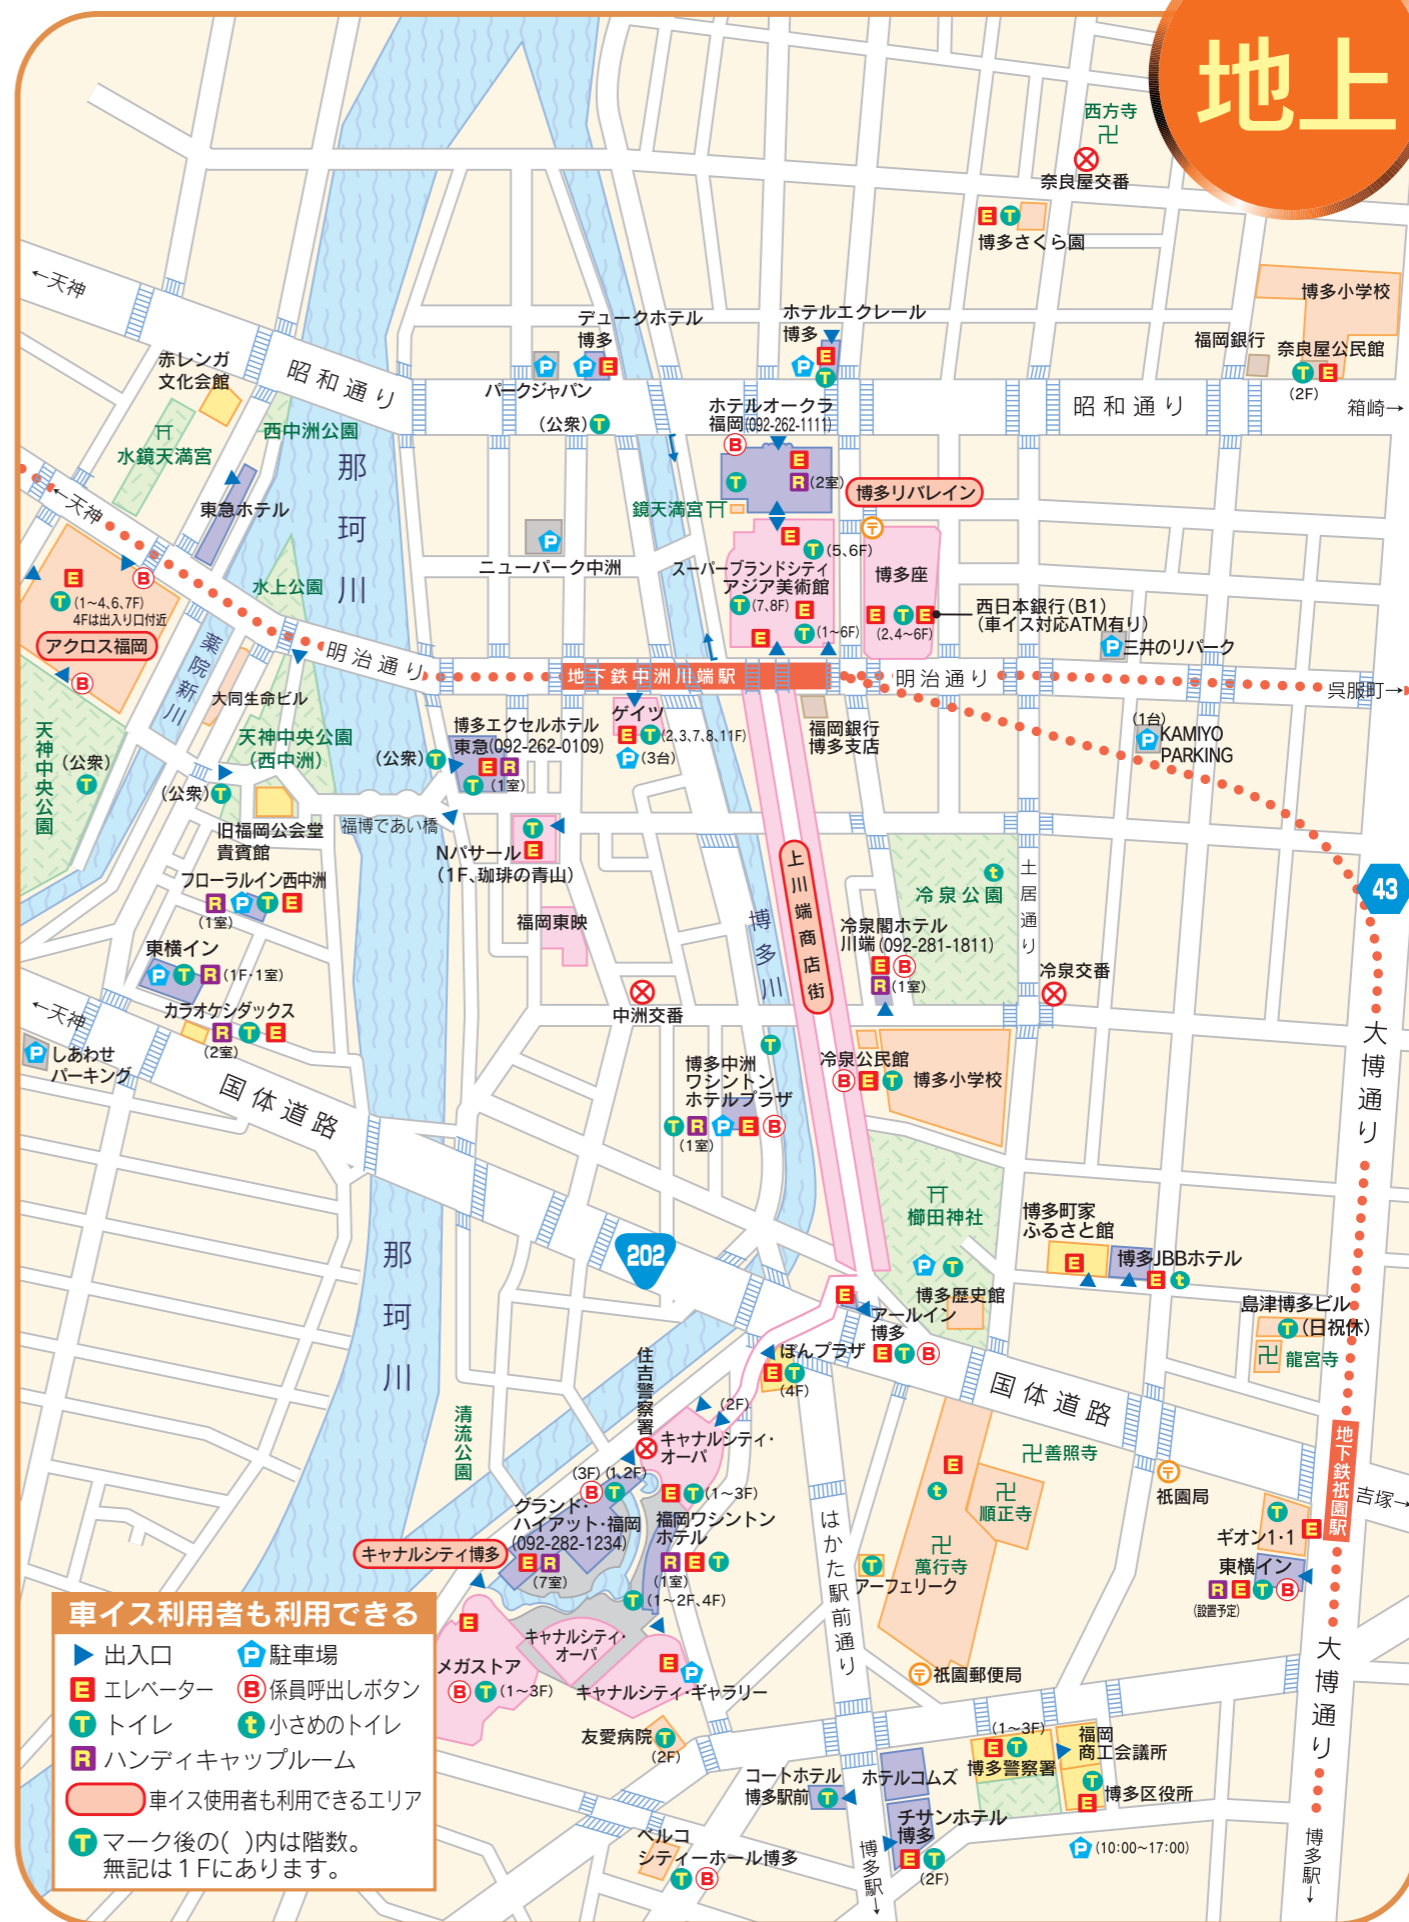 地上
西方寺
奈良屋交番
E T
博多さくら園
博多小学校
←天神
デュークホテル
博多
P E
ホテルエクレール
博多
P E
T
福岡銀行
奈良屋公民館
T E
(2F)
赤レンガ
文化会館
昭和通り
P
パークジャパン
(公衆) T
ホテルオークラ
福岡(092-262-1111)
B
昭和通り
箱崎→
西中洲公園
水鏡天満宮
那珂川
E
T
R (2室)
博多リバレイン
←天神
東急ホテル
鏡天満宮
P
ニューパーク中洲
E
T (5、6F)
スーパーブランドシティ
アジア美術館
T (7、8F) E
E T (1~6F)
博多座
E T E
(2、4~6F)
西日本銀行(B1)
(車イス対応ATM有り)
P 三井のリパーク
水上公園
B
E
T (1~4、6、7F)
4Fは出入り口付近
アクロス福岡
B
薬院新川
明治通り
地下鉄中洲川端駅
明治通り
呉服町→
大同生命ビル
天神中央公園
(西中洲)
天神中央公園
(公衆)
T
(公衆) T
博多エクセルホテル
東急(092-262-0109)
(公衆) T
E R
T (1室)
ゲイツ
E T (2、3、7、8、11F)
P (3台)
福岡銀行
博多支店
(1台)
P KAMIYO
PARKING
旧福岡公会堂
貴賓館
福博であい橋
T
Nパサール E
(1F、珈琲の青山)
フローラルイン西中洲
R P T E
(1室)
福岡東映
博多川
上川端商店街
t
冷泉公園
土居通り
43
東横イン
P T R (1F・1室)
冷泉閣ホテル
川端(092-281-1811)
E B
R (1室)
冷泉交番
←天神
カラオケシダックス
R T E
(2室)
中洲交番
P しあわせ
パーキング
国体道路
T
博多中洲
ワシントン
ホテルプラザ
T R P E B
(1室)
冷泉公民館
B E T
博多小学校
大博通り
那珂川
202
櫛田神社
P T
博多歴史館
博多町家
ふるさと館
E
博多JBBホテル
E t
E
アールイン
博多
E T B
島津博多ビル
T (日祝休)
龍宮寺
住吉警察署
ぽんプラザ
E T
(4F)
国体道路
(2F)
清流公園
キャナルシティ・
オーパ
(3F) (1、2F)
B T
E T (1~3F)
グランド・
ハイアット・福岡
(092-282-1234)
E R
(7室)
キャナルシティ博多
福岡ワシントン
ホテル
R E T
(1室)
T (1~2F、4F)
はかた駅前通り
E
t
善照寺
順正寺
萬行寺
T
アーフェリーク
祇園局
地下鉄祇園駅
吉塚→
T
ギオン1・1 E
東横イン
R E T B
(設置予定)
E
メガストア
B T (1~3F)
キャナルシティ・
オーパ
E P
キャナルシティ・ギャラリー
祇園郵便局
大博通り
友愛病院 T
(2F)
コートホテル
博多駅前 T
ホテルコムズ
(1~3F)
E T
博多警察署
福岡
商工会議所
T
E 博多区役所
チサンホテル
博多
E T
(2F)
P (10:00~17:00)
ベルコ
シティーホール博多
T B
博多駅→
博多駅→
車イス利用者も利用できる
出入口
P 駐車場
E エレベーター
B 係員呼出しボタン
T トイレ
t 小さめのトイレ
R ハンディキャップルーム
車イス使用者も利用できるエリア
T マーク後の( )内は階数。
無記は1Fにあります。